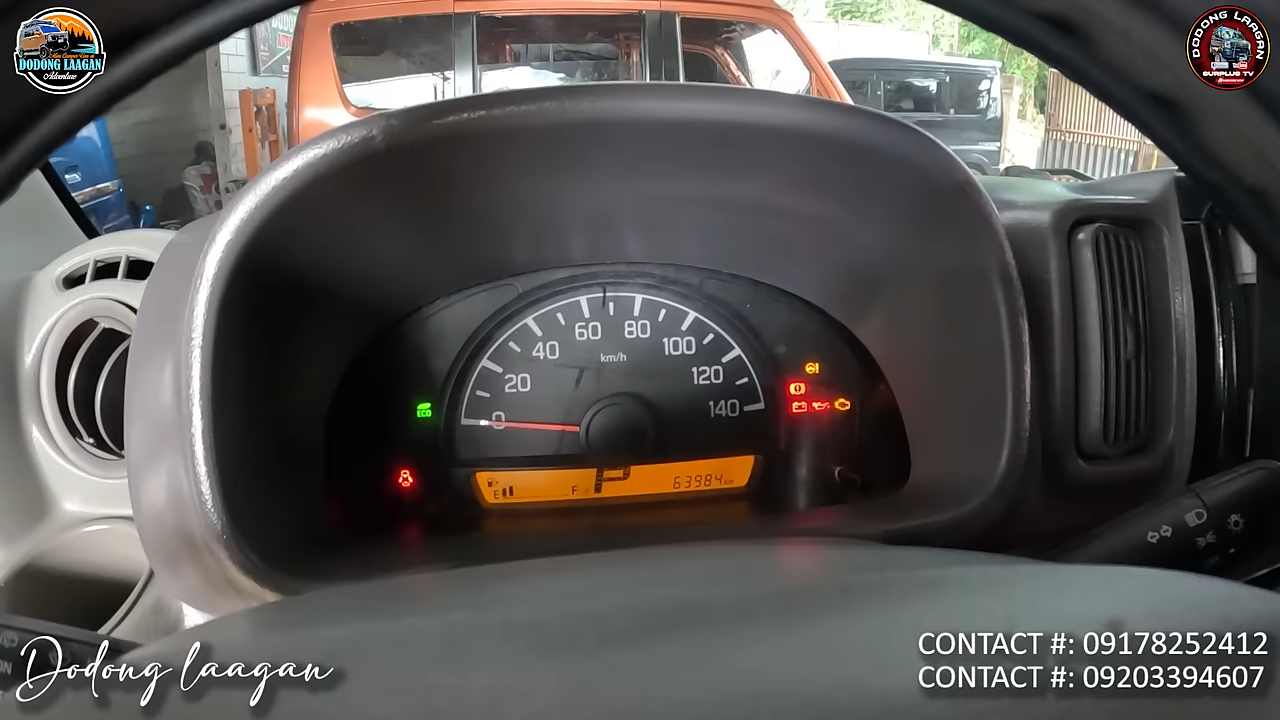 DODONG LAAGAN
Adventure
DODONG LAAGAN
SURPLUS TV
0
20
40
60
80
100
120
140
km/h
ECO
E
F
P
63984 km
Dodong laagan
CONTACT #: 09178252412
CONTACT #: 09203394607